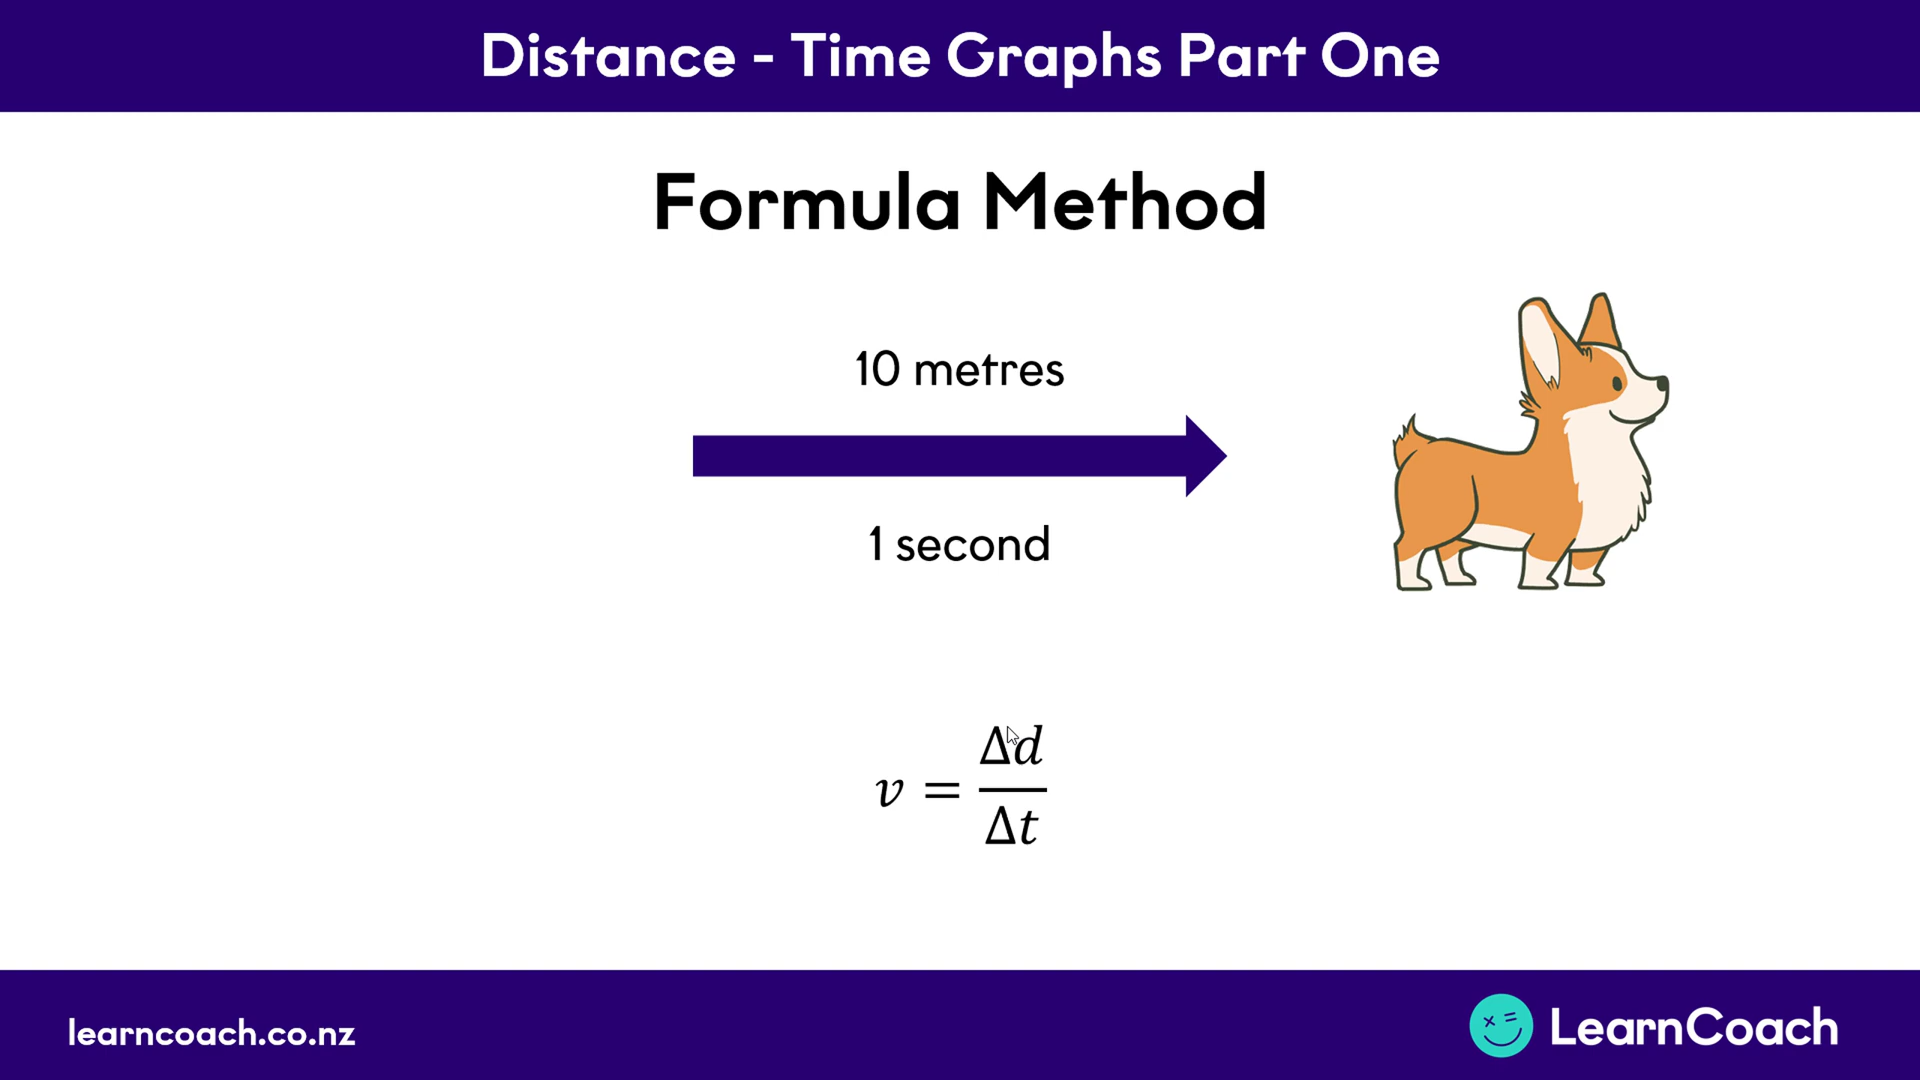 Distance - Time Graphs Part One
Formula Method
10 metres
1 second
v = Δd/Δt
learncoach.co.nz
LearnCoach